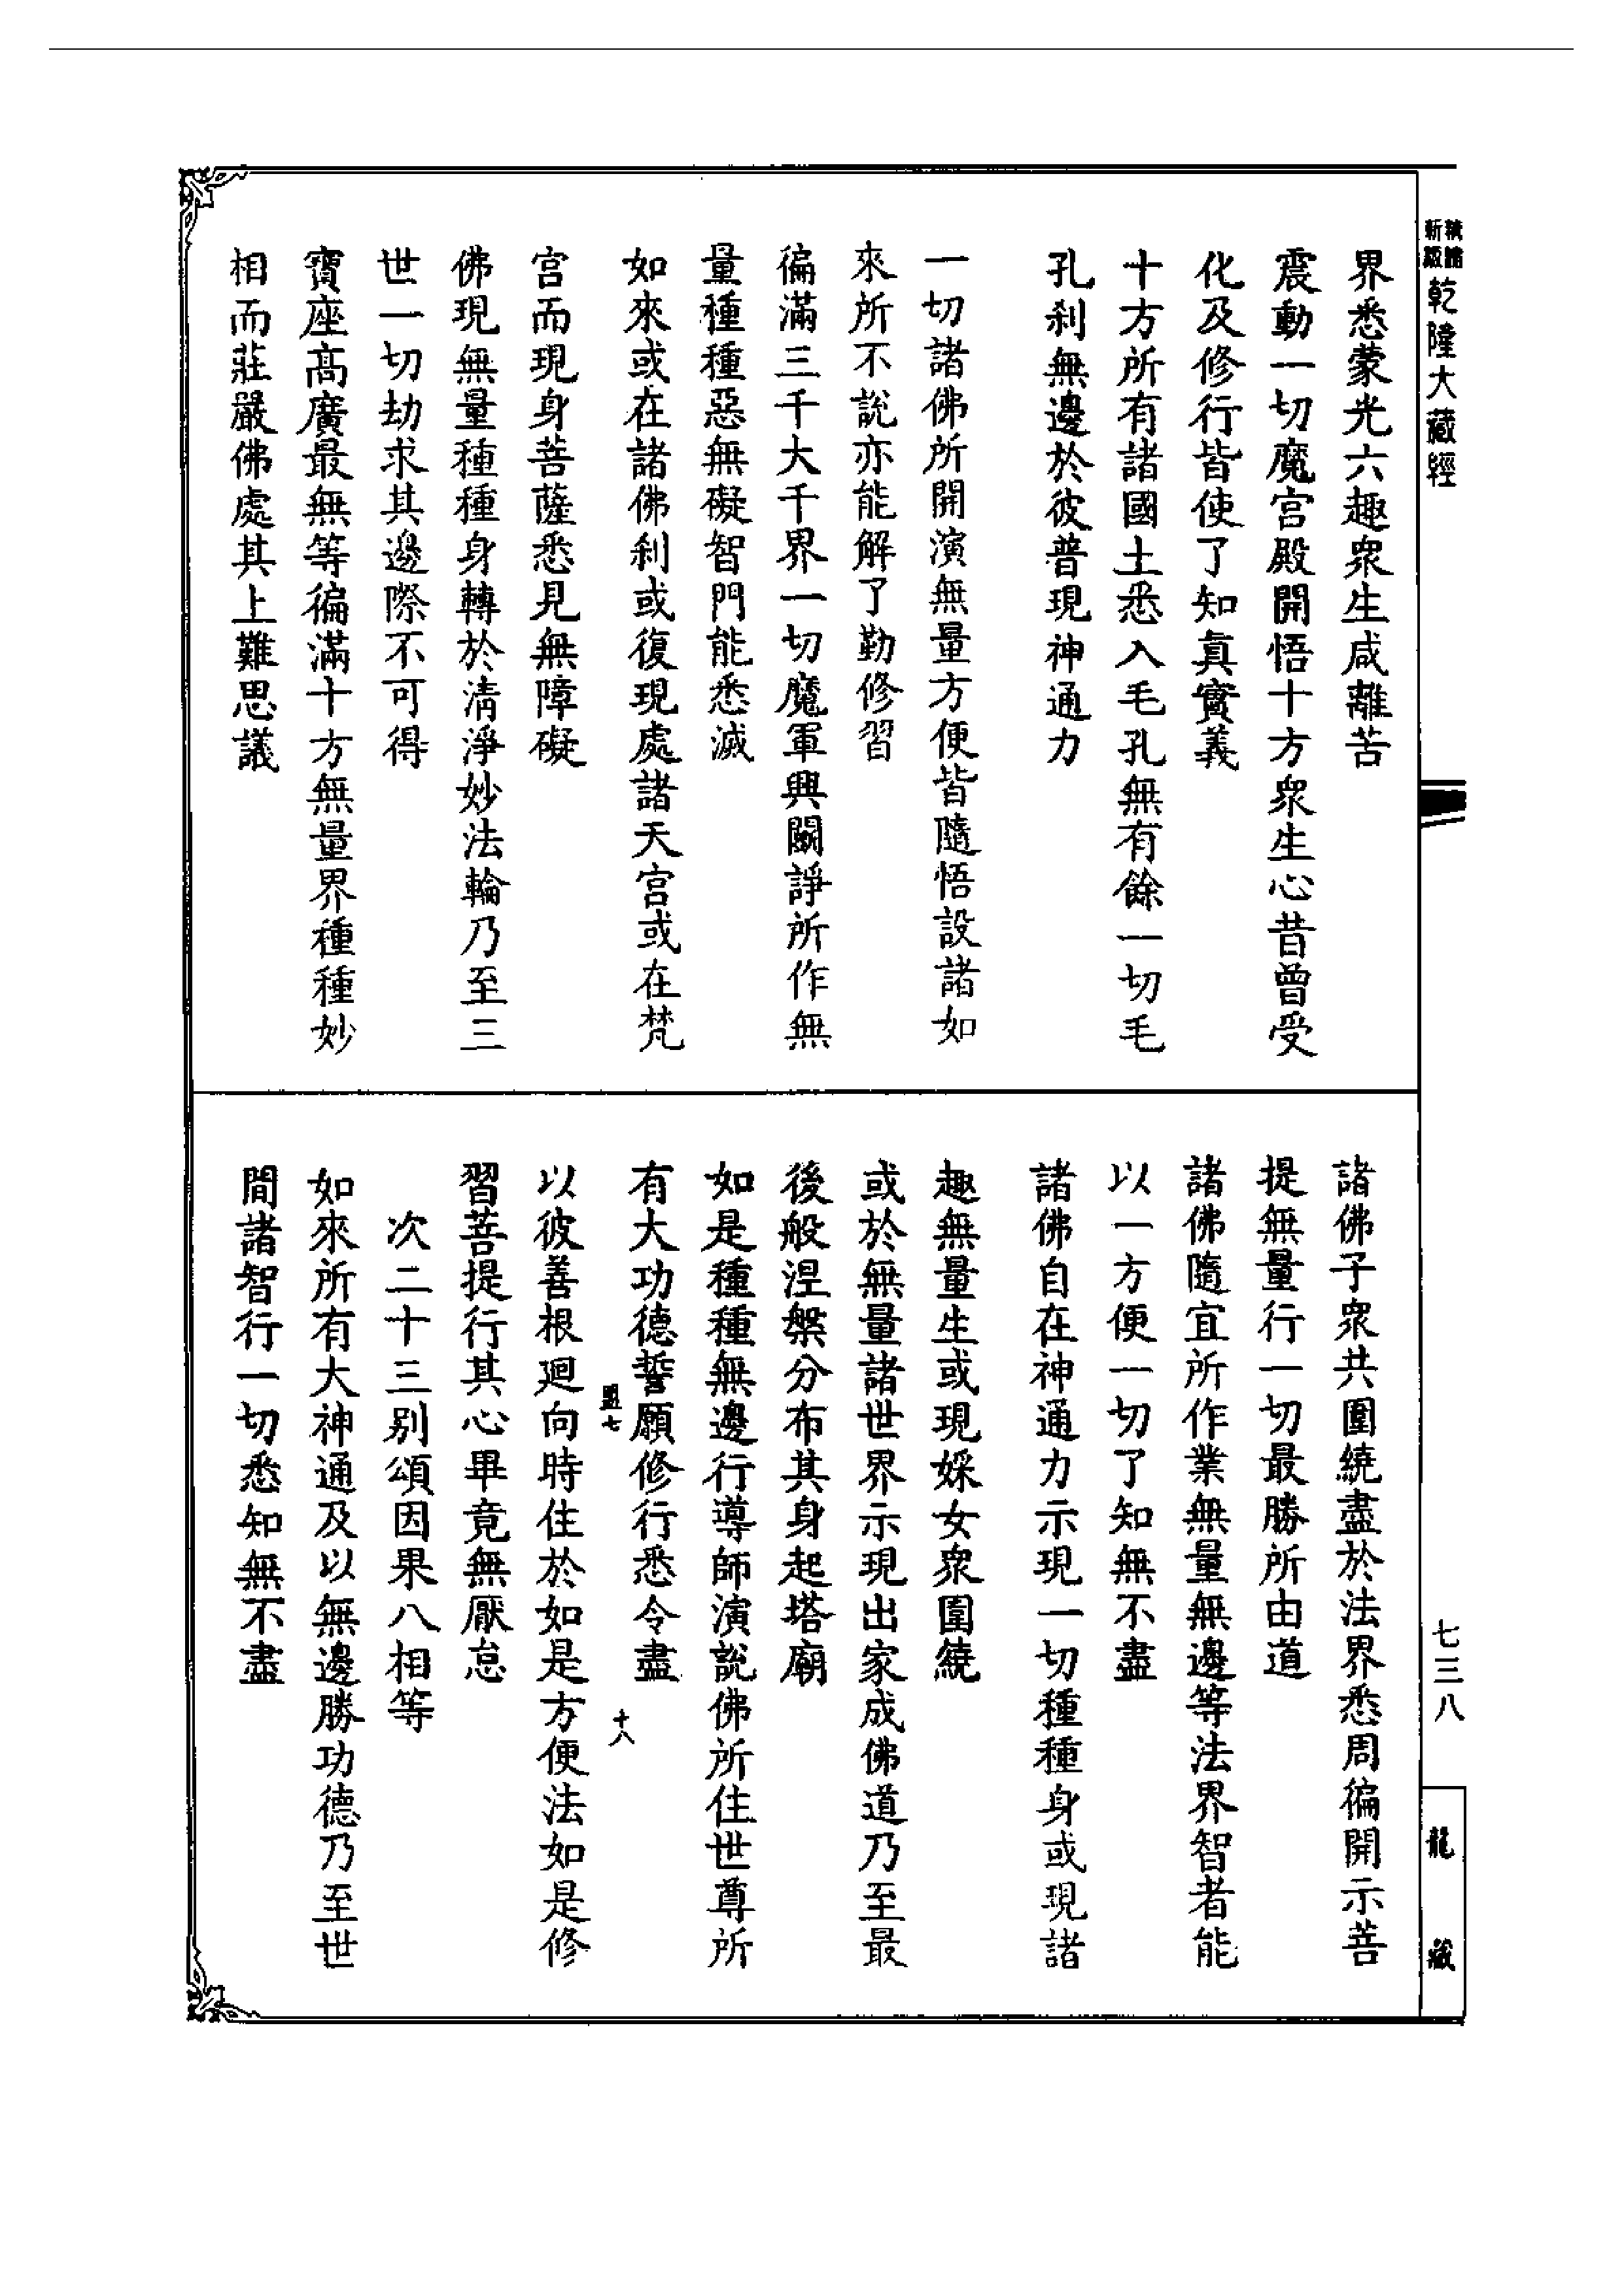 乾隆大藏經
界悉蒙光六趣衆生咸離苦
震動一切魔宮殿開悟十方衆生心昔曾受
化及修行皆使了知真實義
十方所有諸國土悉入毛孔無有餘一切毛
孔刹無邊於彼普現神通力
一切諸佛所開演無量方便皆隨悟設諸如
來所不說亦能解了勤修習
徧滿三千大千界一切魔軍興鬭諍所作無
量種種惡無礙智門能悉滅
如來或在諸佛刹或復現處諸天宮或在梵
宮而現身菩薩悉見無障礙
佛現無量種種身轉於清淨妙法輪乃至三
世一切劫求其邊際不可得
寶座高廣最無等徧滿十方無量界種種妙
相而莊嚴佛處其上難思議
諸佛子衆共圍繞盡於法界悉周徧開示菩
提無量行一切最勝所由道
諸佛隨宜所作業無量無邊等法界智者能
以一方便一切了知無不盡
諸佛自在神通力示現一切種種身或現諸
趣無量生或現婇女衆圍繞
或於無量諸世界示現出家成佛道乃至最
後般涅槃分布其身起塔廟
如是種種無邊行導師演說佛所住世尊所
有大功德誓願修行悉令盡
十八
以彼善根迴向時住於如是方便法如是修
習菩提行其心畢竟無厭怠
次二十三別頌因果八相等
如來所有大神通及以無邊勝功德乃至世
間諸智行一切悉知無不盡
七三八
龍藏